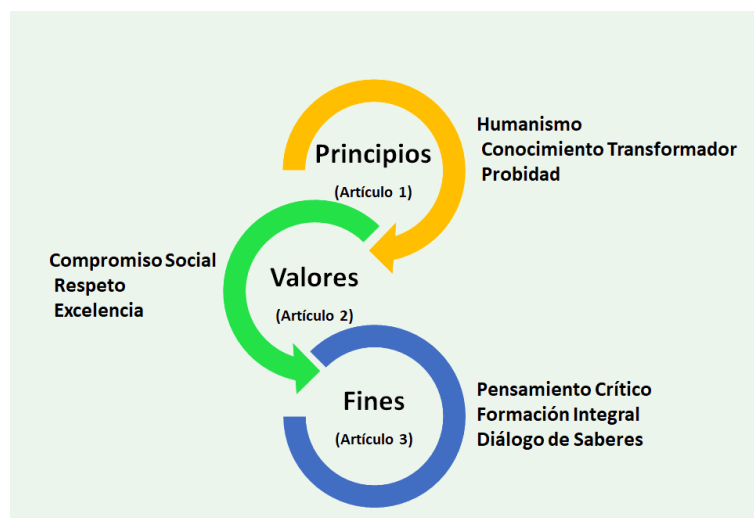 Principios
(Artículo 1)
Humanismo
Conocimiento Transformador
Probidad
Compromiso Social
Respeto
Excelencia
Valores
(Artículo 2)
Fines
(Artículo 3)
Pensamiento Crítico
Formación Integral
Diálogo de Saberes